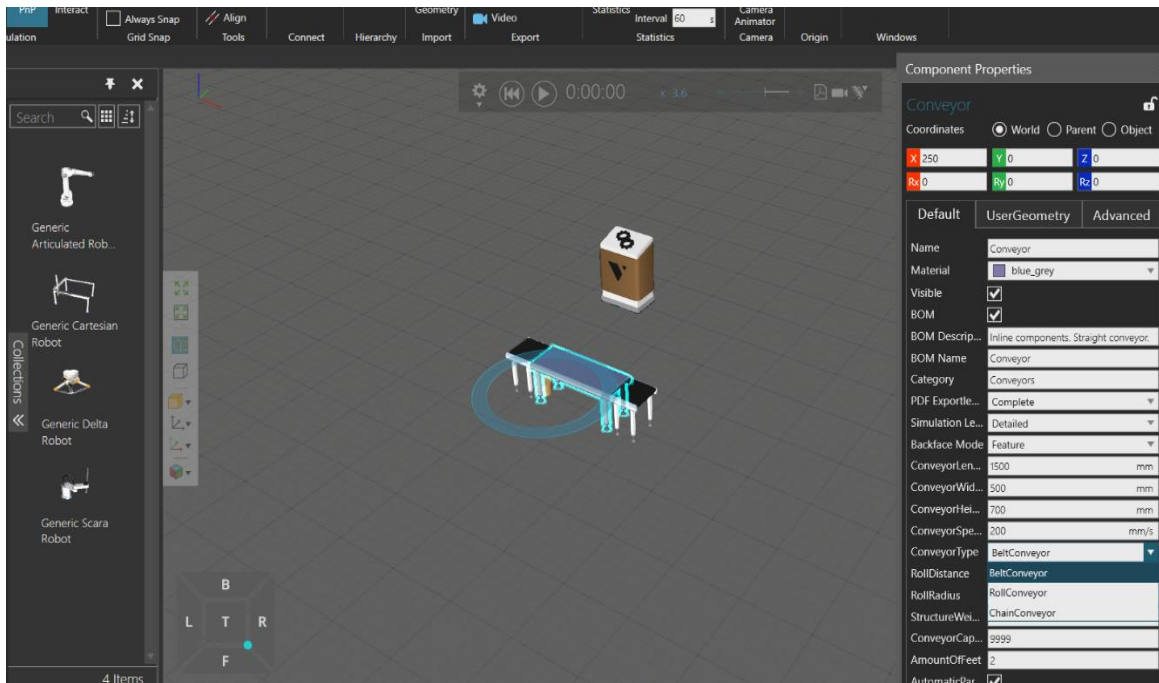 PnP
Interact
Always Snap
Align
Geometry
Video
Statistics
Interval 60 s
Camera
Animator
ulation
Grid Snap
Tools
Connect
Hierarchy
Import
Export
Statistics
Camera
Origin
Windows
Search
Generic
Articulated Rob...
Generic Cartesian
Robot
Collections
Generic Delta
Robot
Generic Scara
Robot
4 Items
0:00:00
x 3.6
8
B
L T R
F
Component Properties
Conveyor
Coordinates World Parent Object
X 250 Y 0 Z 0
Rx 0 Ry 0 Rz 0
Default UserGeometry Advanced
Name Conveyor
Material blue_grey
Visible
BOM
BOM Descrip... Inline components. Straight conveyor.
BOM Name Conveyor
Category Conveyors
PDF Exportle... Complete
Simulation Le... Detailed
Backface Mode Feature
ConveyorLen... 1500 mm
ConveyorWid... 500 mm
ConveyorHei... 700 mm
ConveyorSpe... 200 mm/s
ConveyorType BeltConveyor
RollDistance BeltConveyor
RollRadius RollConveyor
StructureWei... ChainConveyor
ConveyorCap... 9999
AmountOfFeet 2
AutomaticPar...